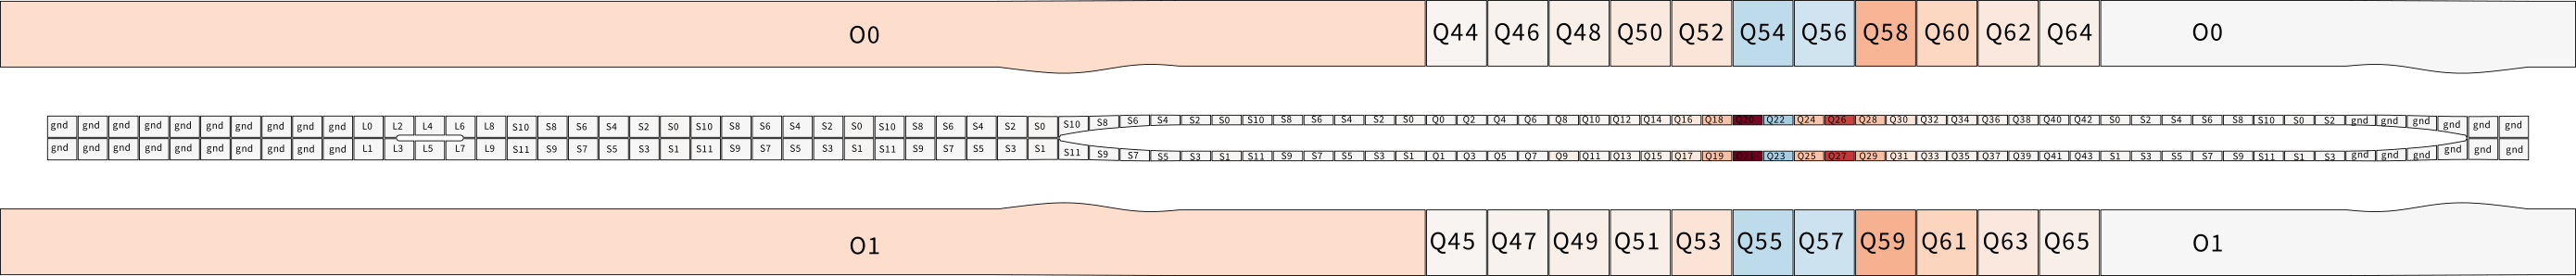 O0 Q44 Q46 Q48 Q50 Q52 Q54 Q56 Q58 Q60 Q62 Q64 O0
gnd gnd gnd gnd gnd gnd gnd gnd gnd gnd L0 L2 L4 L6 L8 S10 S8 S6 S4 S2 S0 S10 S8 S6 S4 S2 S0 S10 S8 S6 S4 S2 S0 S10 S8 S6 S4 S2 S0 S10 S8 S6 S4 S2 S0 Q0 Q2 Q4 Q6 Q8 Q10 Q12 Q14 Q16 Q18 Q20 Q22 Q24 Q26 Q28 Q30 Q32 Q34 Q36 Q38 Q40 Q42 S0 S2 S4 S6 S8 S10 S0 S2 gnd gnd gnd gnd gnd gnd
gnd gnd gnd gnd gnd gnd gnd gnd gnd gnd L1 L3 L5 L7 L9 S11 S9 S7 S5 S3 S1 S11 S9 S7 S5 S3 S1 S11 S9 S7 S5 S3 S1 S11 S9 S7 S5 S3 S1 S11 S9 S7 S5 S3 S1 Q1 Q3 Q5 Q7 Q9 Q11 Q13 Q15 Q17 Q19 Q21 Q23 Q25 Q27 Q29 Q31 Q33 Q35 Q37 Q39 Q41 Q43 S1 S3 S5 S7 S9 S11 S1 S3 gnd gnd gnd gnd gnd gnd
O1 Q45 Q47 Q49 Q51 Q53 Q55 Q57 Q59 Q61 Q63 Q65 O1